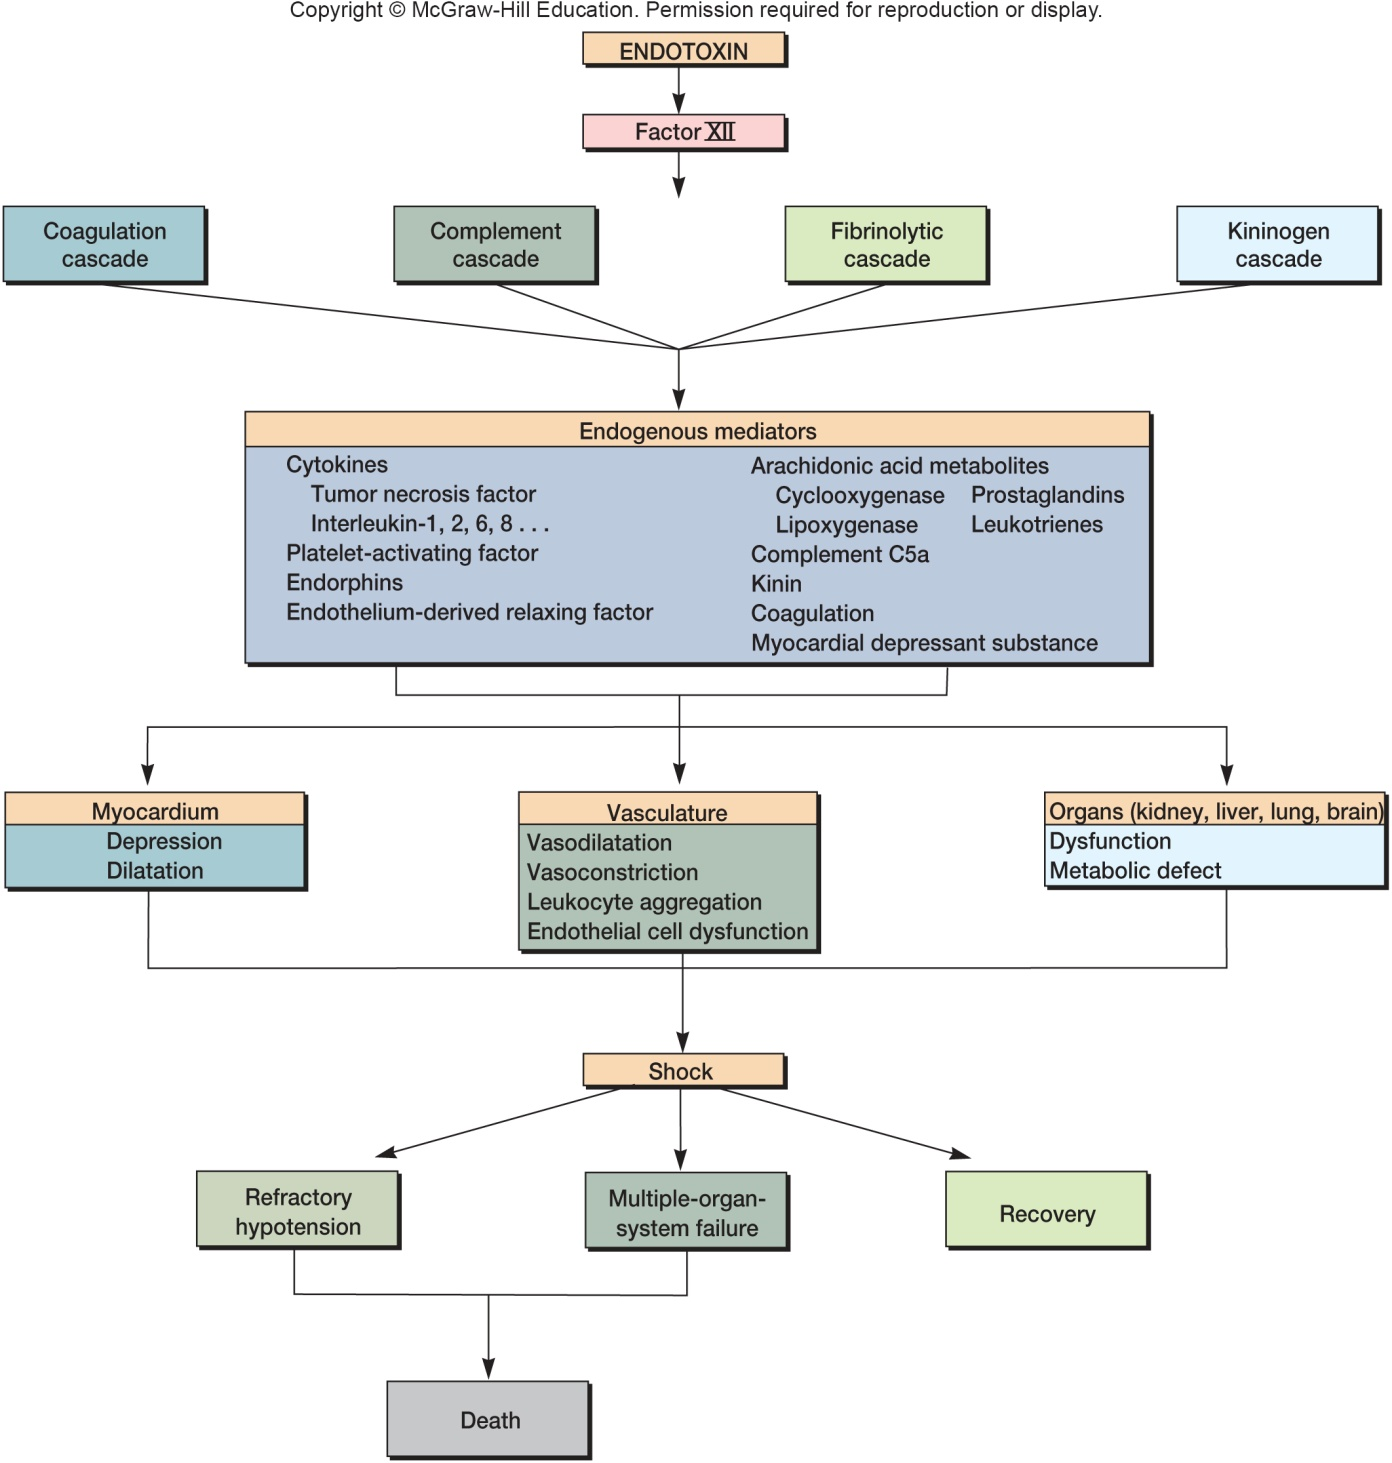 Copyright © McGraw-Hill Education. Permission required for reproduction or display.
ENDOTOXIN
Factor XII
Coagulation
cascade
Complement
cascade
Fibrinolytic
cascade
Kininogen
cascade
Endogenous mediators
Cytokines
Tumor necrosis factor
Interleukin-1, 2, 6, 8 . . .
Platelet-activating factor
Endorphins
Endothelium-derived relaxing factor
Arachidonic acid metabolites
Cyclooxygenase Prostaglandins
Lipoxygenase Leukotrienes
Complement C5a
Kinin
Coagulation
Myocardial depressant substance
Myocardium
Depression
Dilatation
Vasculature
Vasodilatation
Vasoconstriction
Leukocyte aggregation
Endothelial cell dysfunction
Organs (kidney, liver, lung, brain)
Dysfunction
Metabolic defect
Shock
Refractory
hypotension
Multiple-organ-
system failure
Recovery
Death